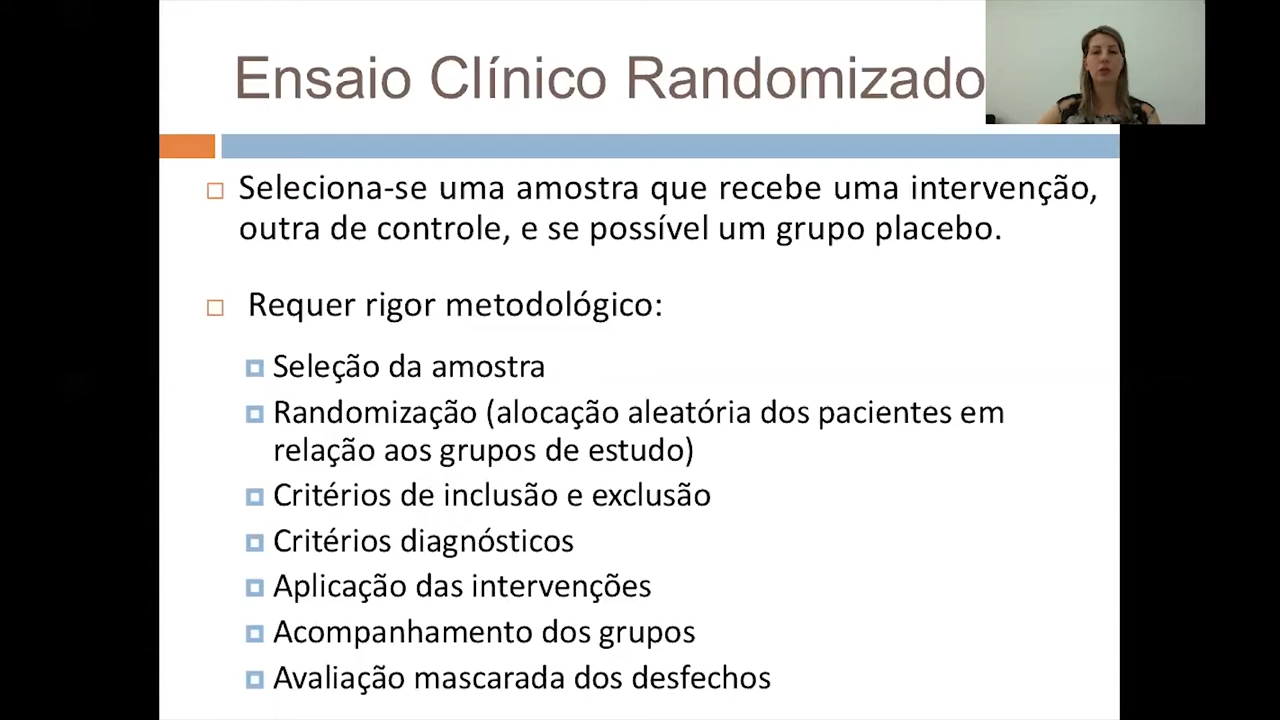 Ensaio Clínico Randomizado
Seleciona-se uma amostra que recebe uma intervenção,
outra de controle, e se possível um grupo placebo.
Requer rigor metodológico:
Seleção da amostra
Randomização (alocação aleatória dos pacientes em
relação aos grupos de estudo)
Critérios de inclusão e exclusão
Critérios diagnósticos
Aplicação das intervenções
Acompanhamento dos grupos
Avaliação mascarada dos desfechos